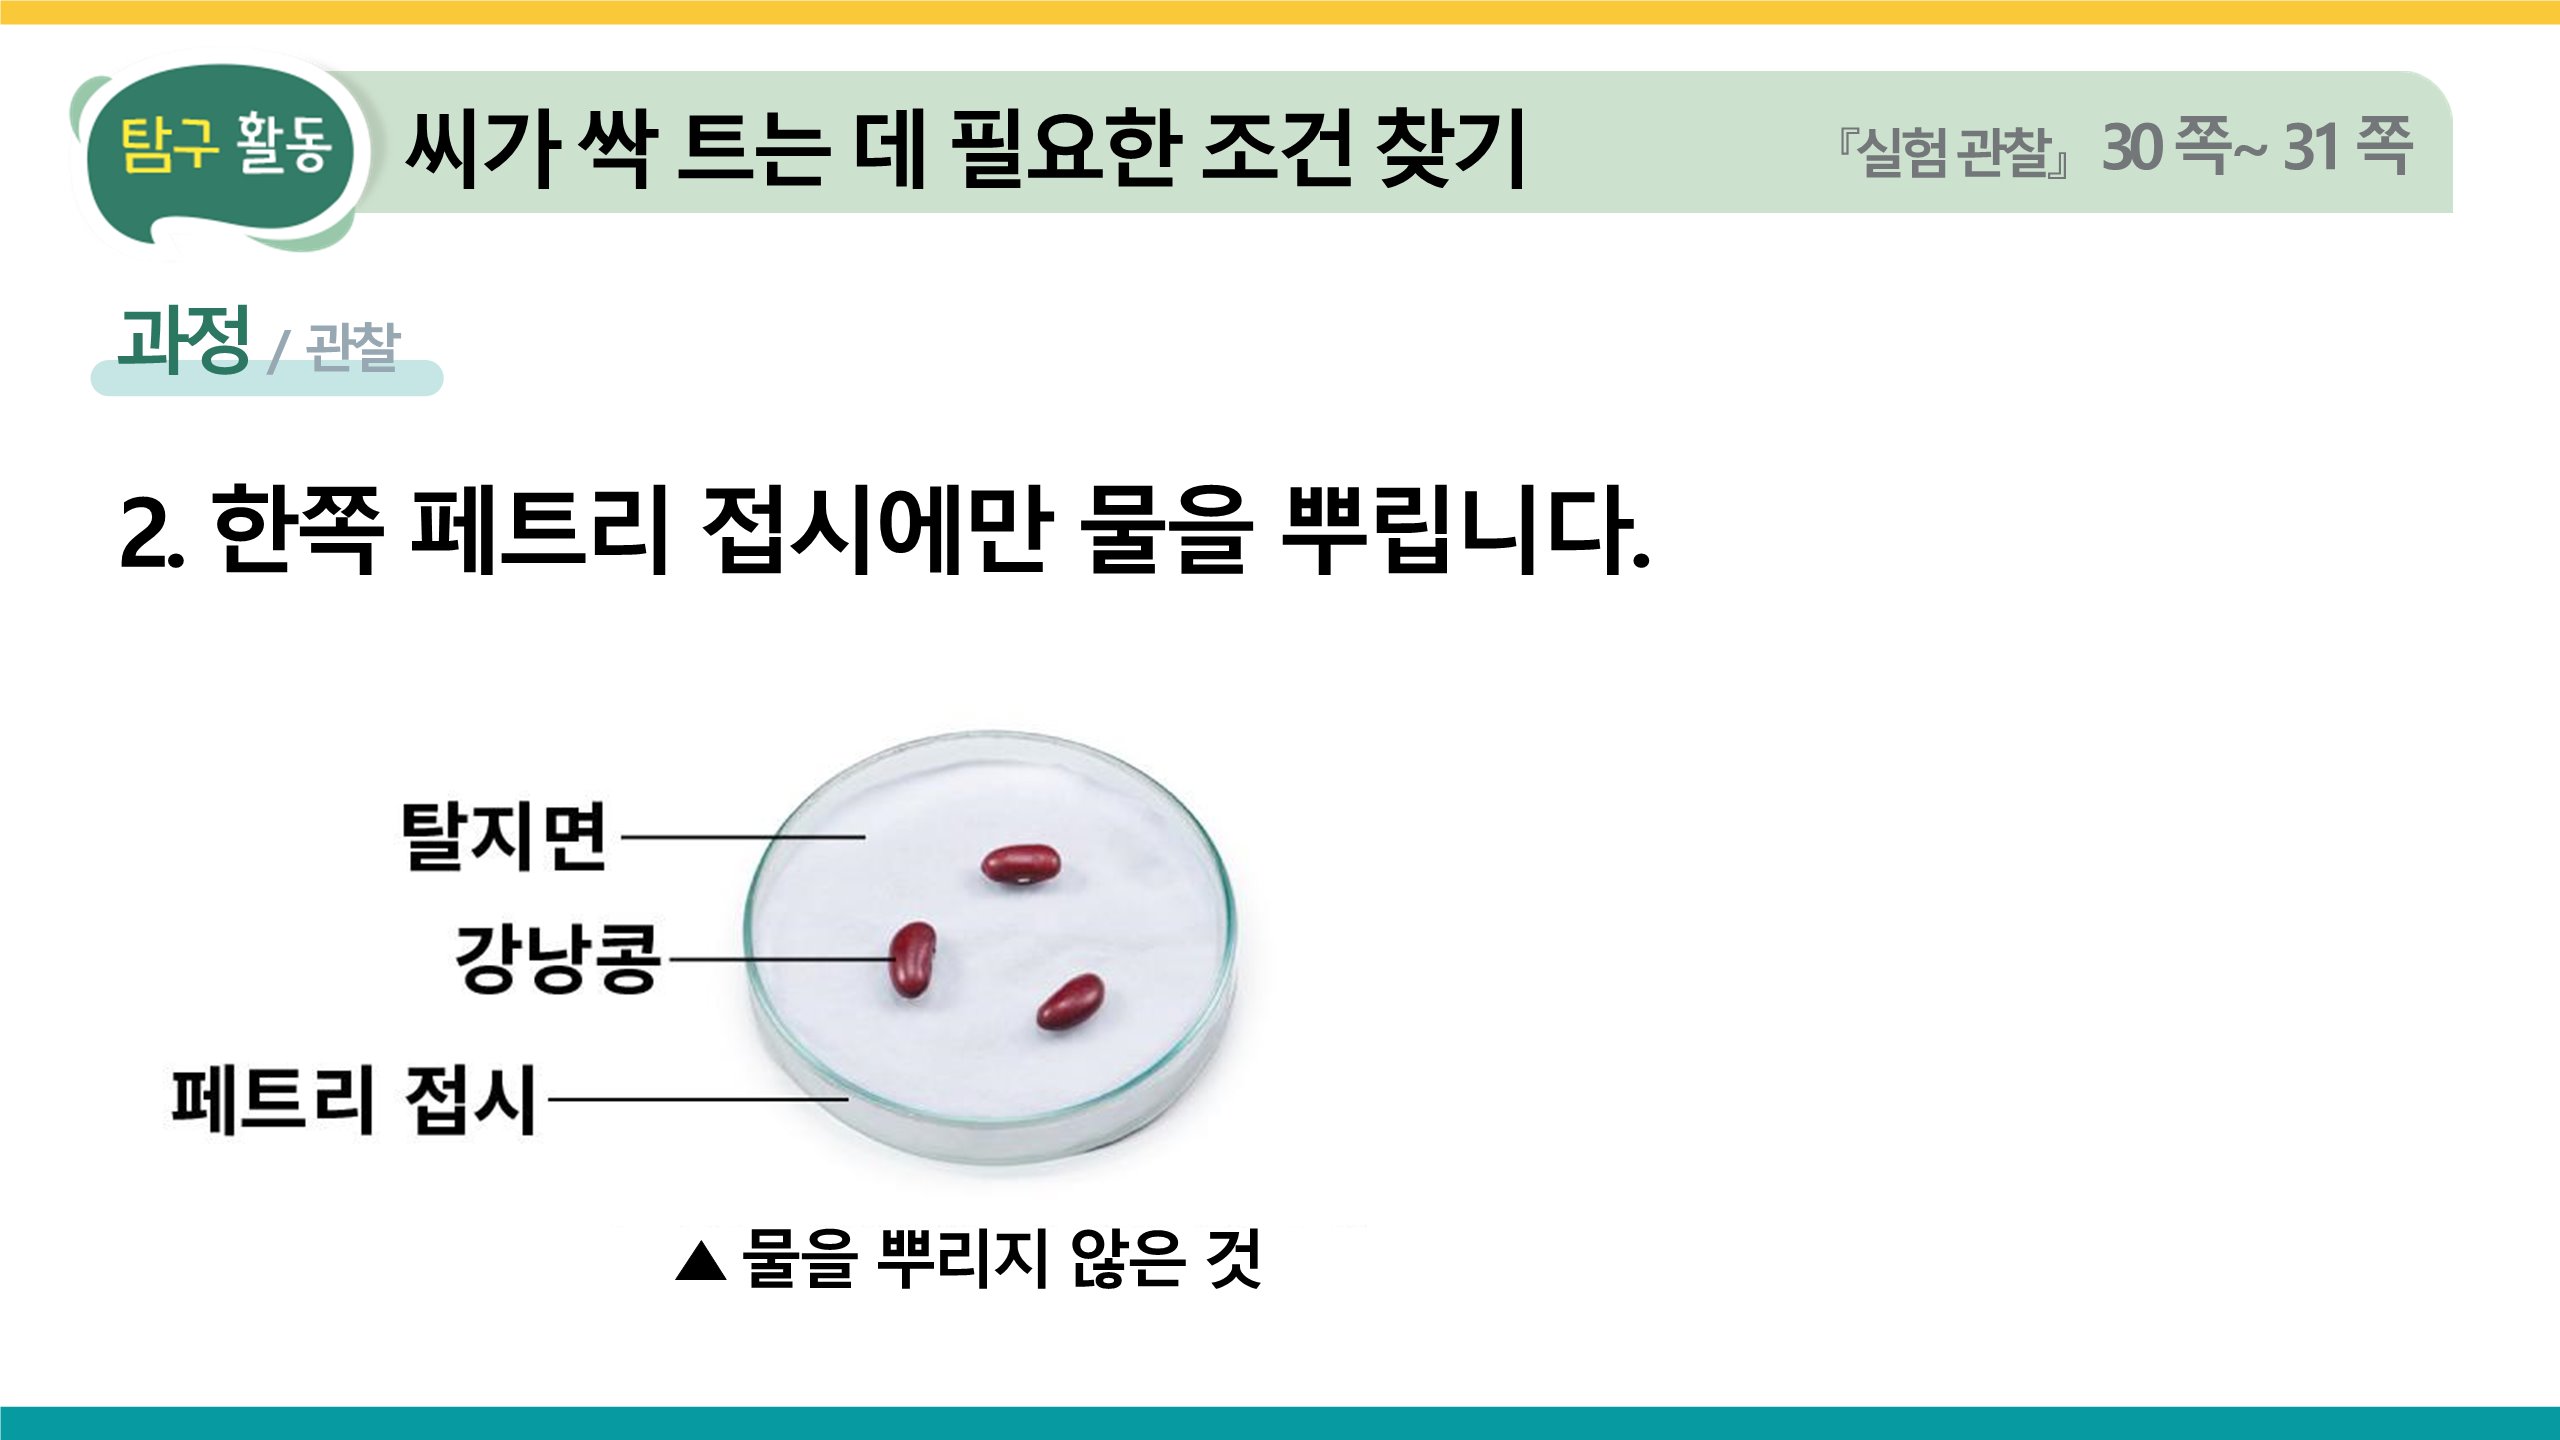 탐구 활동
씨가 싹 트는 데 필요한 조건 찾기
『실험 관찰』 30 쪽~ 31 쪽
과정 / 관찰
2. 한쪽 페트리 접시에만 물을 뿌립니다.
탈지면
강낭콩
페트리 접시
▲ 물을 뿌리지 않은 것